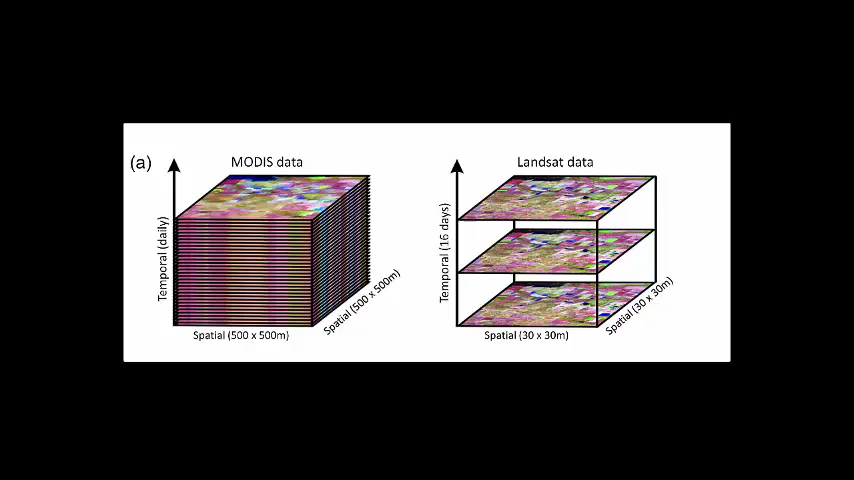 (a)
MODIS data
Temporal (daily)
Spatial (500 x 500m)
Spatial (500 x 500m)
Landsat data
Temporal (16 days)
Spatial (30 x 30m)
Spatial (30 x 30m)